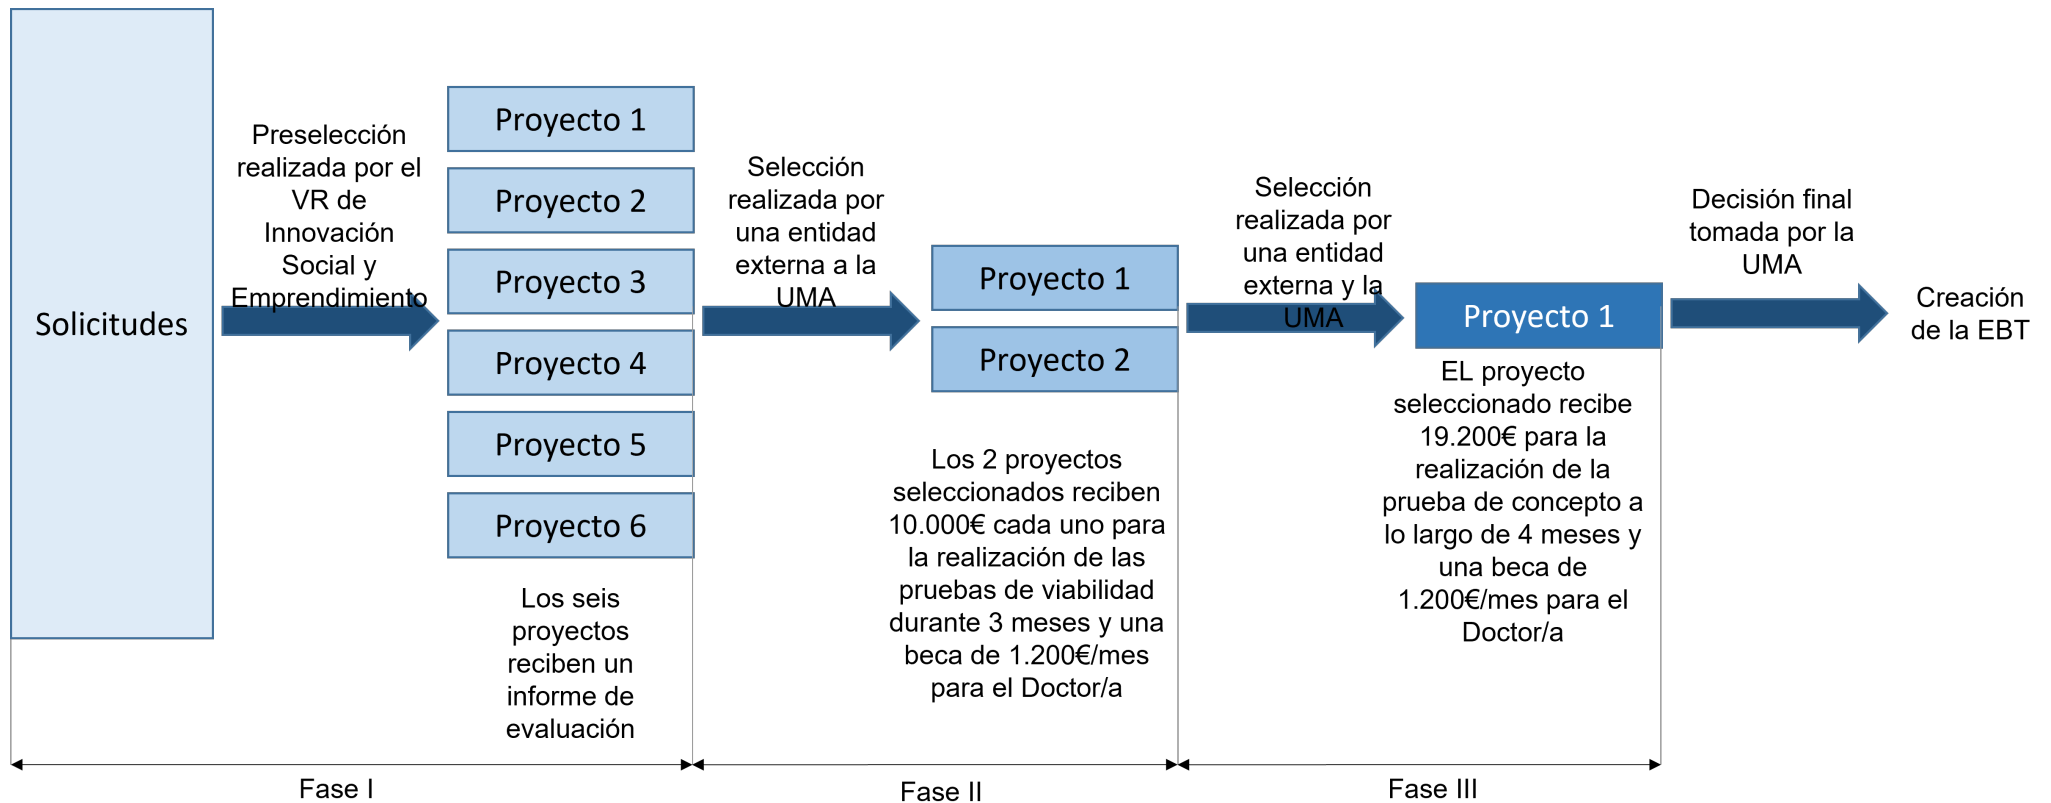 Solicitudes
Preselección
realizada por el
VR de
Innovación
Social y
Emprendimiento
Proyecto 1
Proyecto 2
Proyecto 3
Proyecto 4
Proyecto 5
Proyecto 6
Los seis
proyectos
reciben un
informe de
evaluación
Selección
realizada por
una entidad
externa a la
UMA
Proyecto 1
Proyecto 2
Los 2 proyectos
seleccionados reciben
10.000€ cada uno para
la realización de las
pruebas de viabilidad
durante 3 meses y una
beca de 1.200€/mes
para el Doctor/a
Selección
realizada por
una entidad
externa y la
UMA
Proyecto 1
EL proyecto
seleccionado recibe
19.200€ para la
realización de la
prueba de concepto a
lo largo de 4 meses y
una beca de
1.200€/mes para el
Doctor/a
Decisión final
tomada por la
UMA
Creación
de la EBT
Fase I
Fase II
Fase III